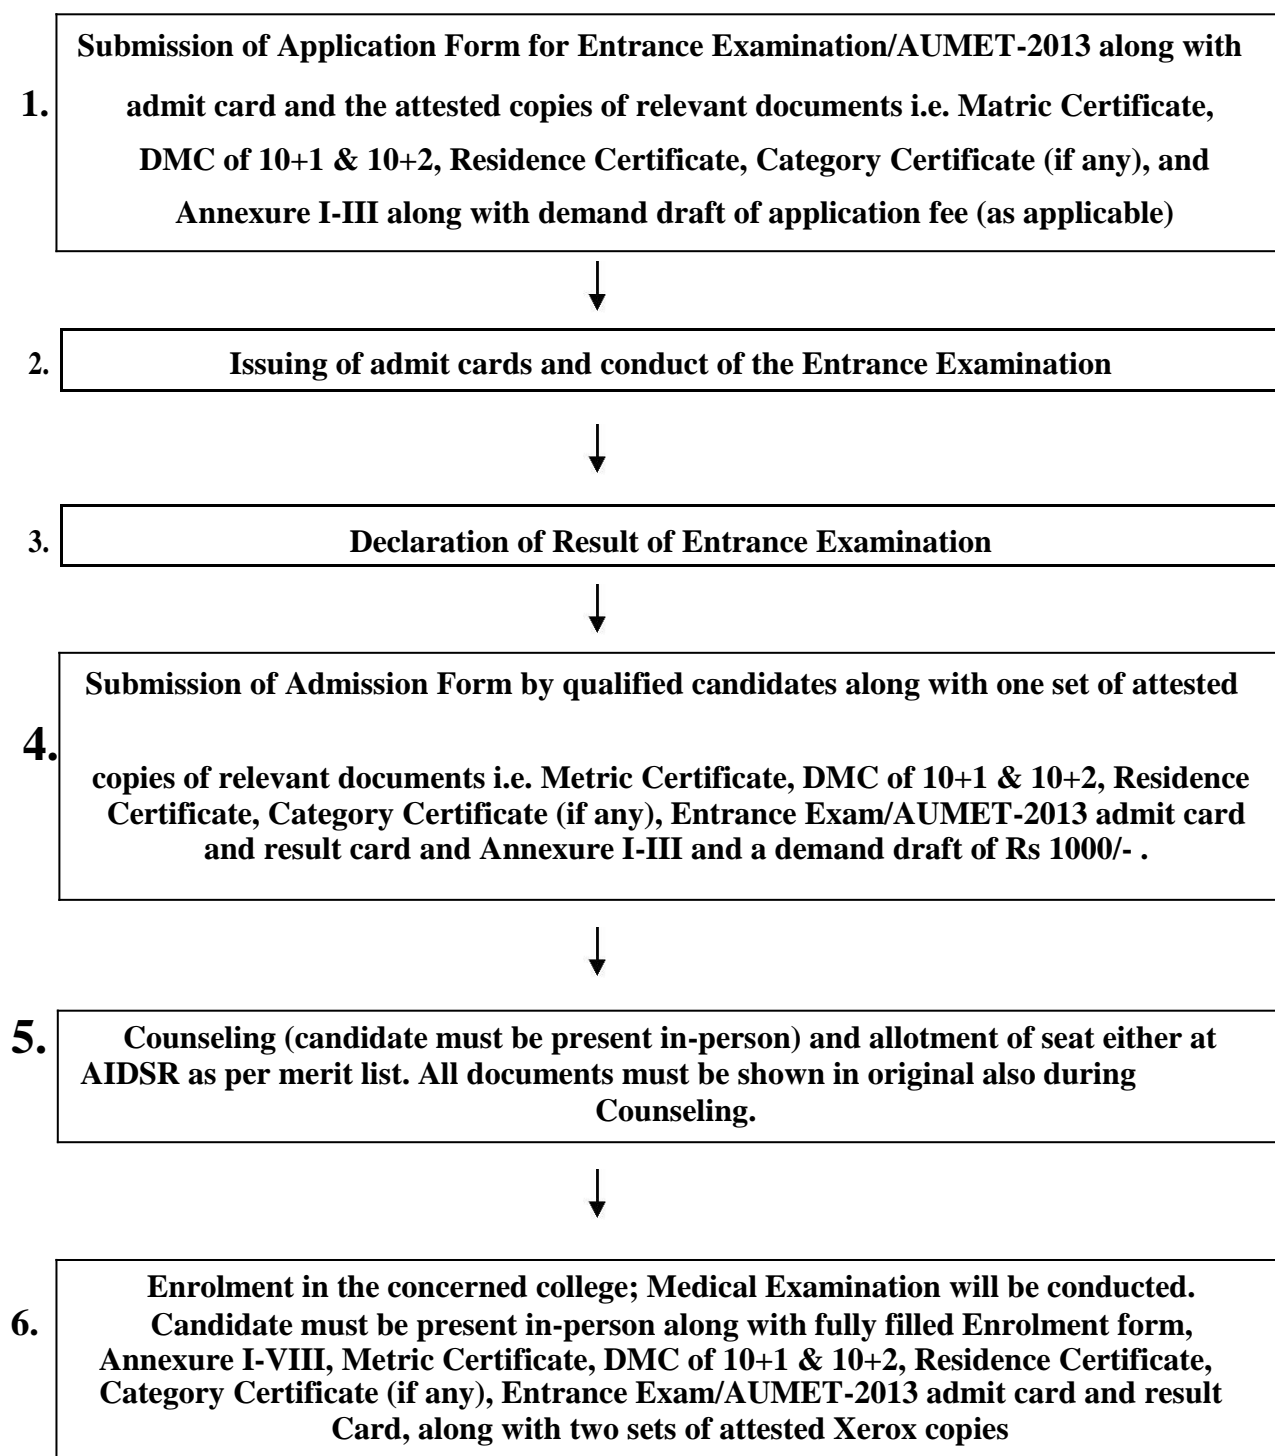 Submission of Application Form for Entrance Examination/AUMET-2013 along with
1. admit card and the attested copies of relevant documents i.e. Matric Certificate,
DMC of 10+1 & 10+2, Residence Certificate, Category Certificate (if any), and
Annexure I-III along with demand draft of application fee (as applicable)
2. Issuing of admit cards and conduct of the Entrance Examination
3. Declaration of Result of Entrance Examination
Submission of Admission Form by qualified candidates along with one set of attested
4.
copies of relevant documents i.e. Metric Certificate, DMC of 10+1 & 10+2, Residence
Certificate, Category Certificate (if any), Entrance Exam/AUMET-2013 admit card
and result card and Annexure I-III and a demand draft of Rs 1000/- .
5. Counseling (candidate must be present in-person) and allotment of seat either at
AIDSR as per merit list. All documents must be shown in original also during
Counseling.
Enrolment in the concerned college; Medical Examination will be conducted.
6. Candidate must be present in-person along with fully filled Enrolment form,
Annexure I-VIII, Metric Certificate, DMC of 10+1 & 10+2, Residence Certificate,
Category Certificate (if any), Entrance Exam/AUMET-2013 admit card and result
Card, along with two sets of attested Xerox copies